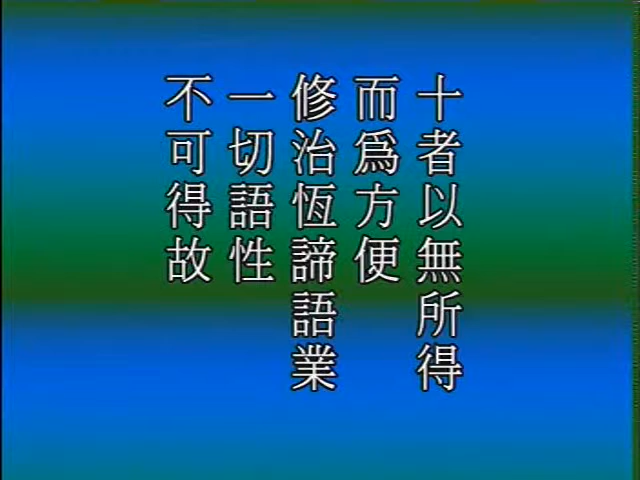 十者以無所得
而為方便
修治恆諦語業
一切語性
不可得故